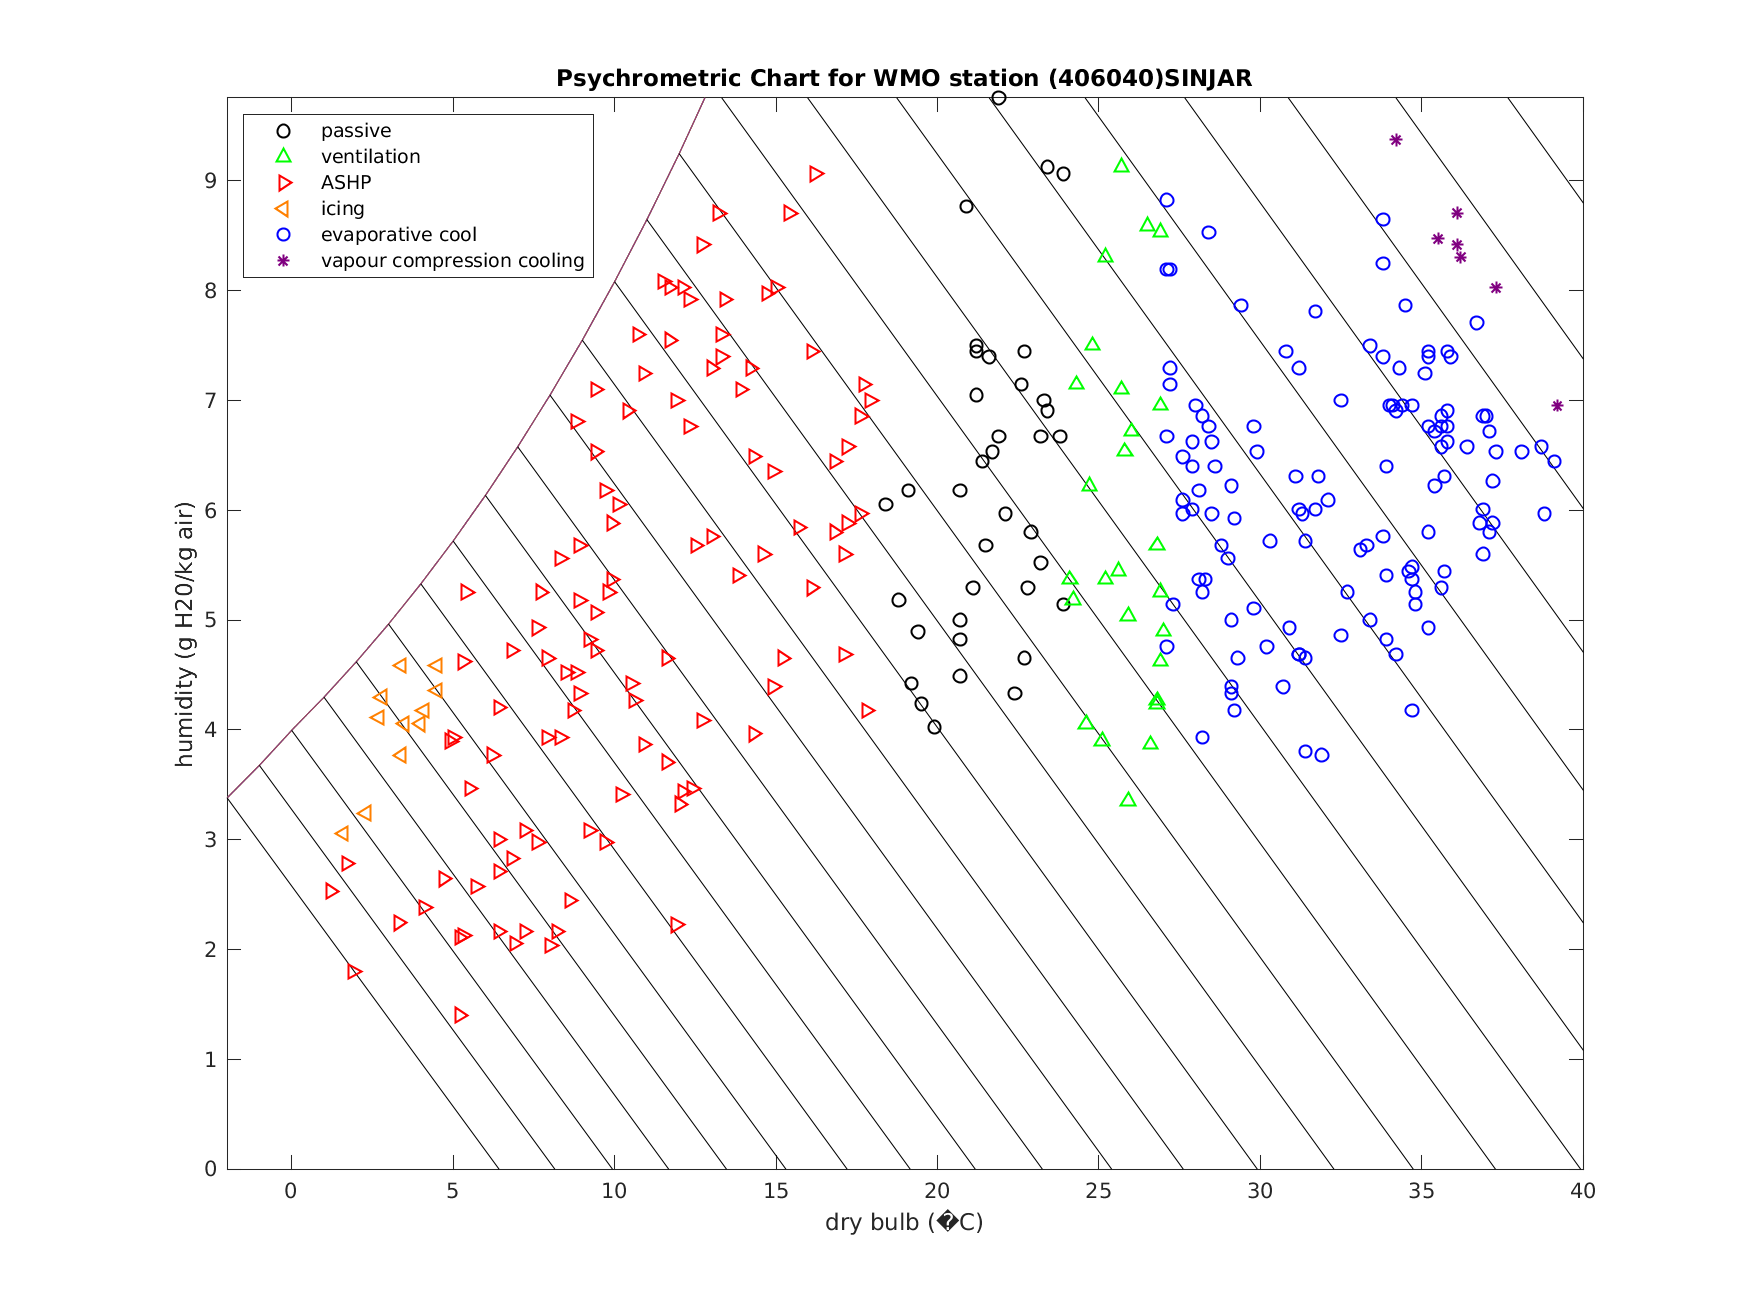 Psychrometric Chart for WMO station (406040)SINJAR
passive
ventilation
ASHP
icing
evaporative cool
vapour compression cooling
humidity (g H20/kg air)
9
8
7
6
5
4
3
2
1
0
0 5 10 15 20 25 30 35 40
dry bulb (�C)